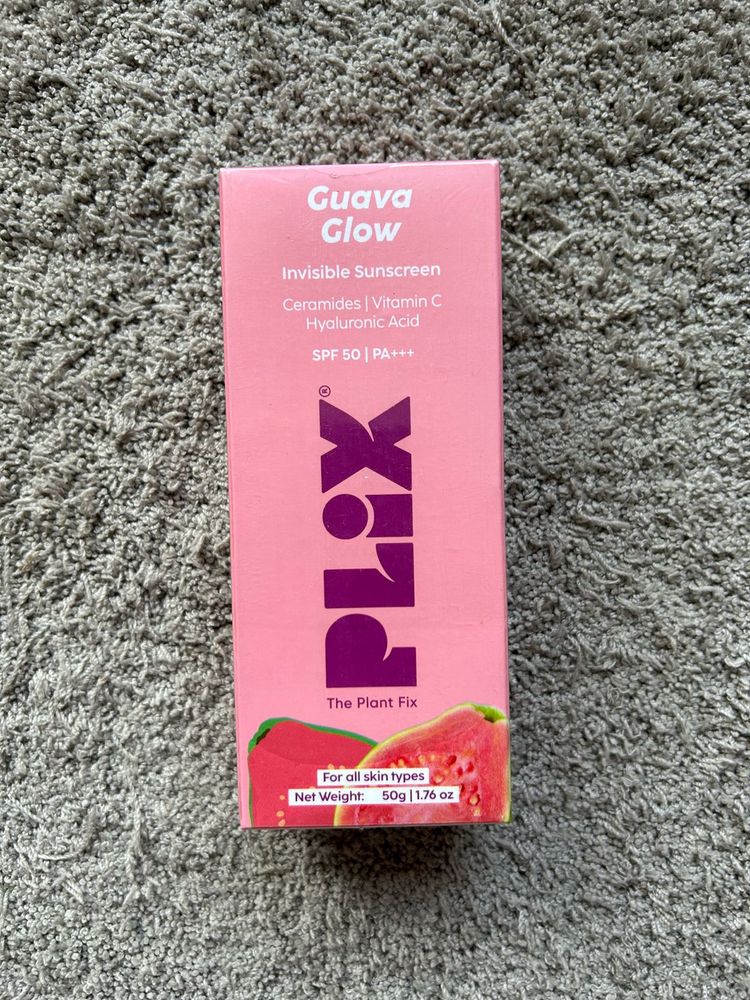 Guava
Glow
Invisible Sunscreen
Ceramides | Vitamin C
Hyaluronic Acid
SPF 50 | PA+++
PLiX®
The Plant Fix
For all skin types
Net Weight: 50g | 1.76 oz